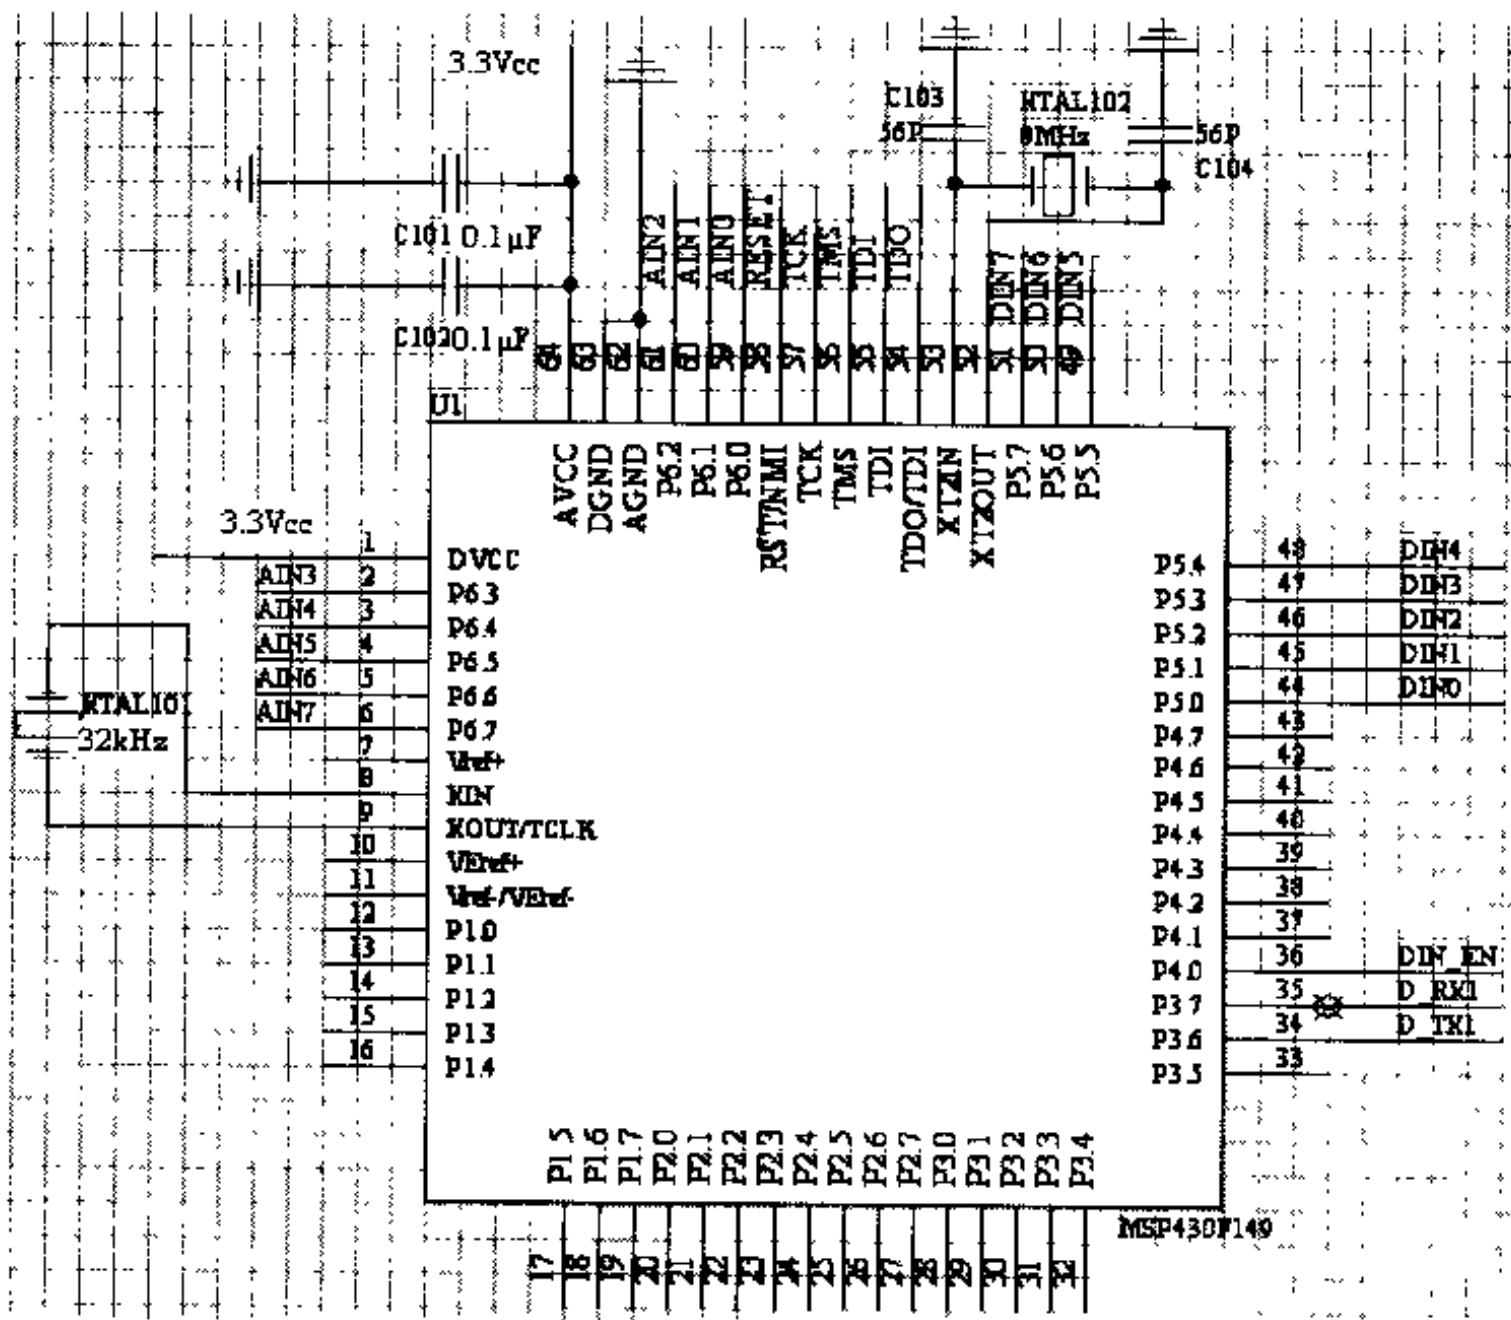 3.3Vcc
C103
56P
XTAL102
8MHz
56P
C104
C101 0.1μF
C102 0.1μF
AIN2
AIN1
AIN0
RESET
TCK
TMS
TDI
TDO
DIN7
DIN6
DIN5
64 63 62 61 60 59 58 57 56 55 54 53 52 51 50 49
U1
AVCC
DGND
AGND
P6.2
P6.1
P6.0
RST/NMI
TCK
TMS
TDI
TDO/TDI
XT2IN
XT2OUT
P5.7
P5.6
P5.5
3.3Vcc
1 DVCC
AIN3 2 P6.3
AIN4 3 P6.4
AIN5 4 P6.5
AIN6 5 P6.6
AIN7 6 P6.7
7 Vref+
8 XIN
9 XOUT/TCLK
10 VEref+
11 Vref-/VEref-
12 P1.0
13 P1.1
14 P1.2
15 P1.3
16 P1.4
XTAL101
32kHz
P5.4 48 DIN4
P5.3 47 DIN3
P5.2 46 DIN2
P5.1 45 DIN1
P5.0 44 DIN0
P4.7 43
P4.6 42
P4.5 41
P4.4 40
P4.3 39
P4.2 38
P4.1 37
P4.0 36 DIN_EN
P3.7 35 D_RX1
P3.6 34 D_TX1
P3.5 33
P1.5
P1.6
P1.7
P2.0
P2.1
P2.2
P2.3
P2.4
P2.5
P2.6
P2.7
P3.0
P3.1
P3.2
P3.3
P3.4
MSP430F149
17 18 19 20 21 22 23 24 25 26 27 28 29 30 31 32